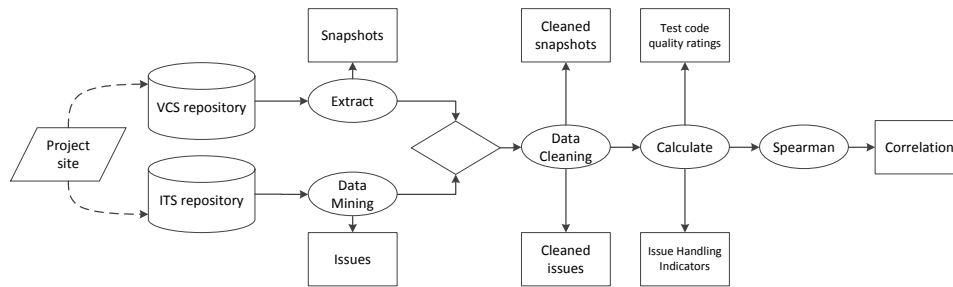 Snapshots
Cleaned
snapshots
Test code
quality ratings
VCS repository
Extract
Project
site
Data
Cleaning
Calculate
Spearman
Correlation
ITS repository
Data
Mining
Issues
Cleaned
issues
Issue Handling
Indicators